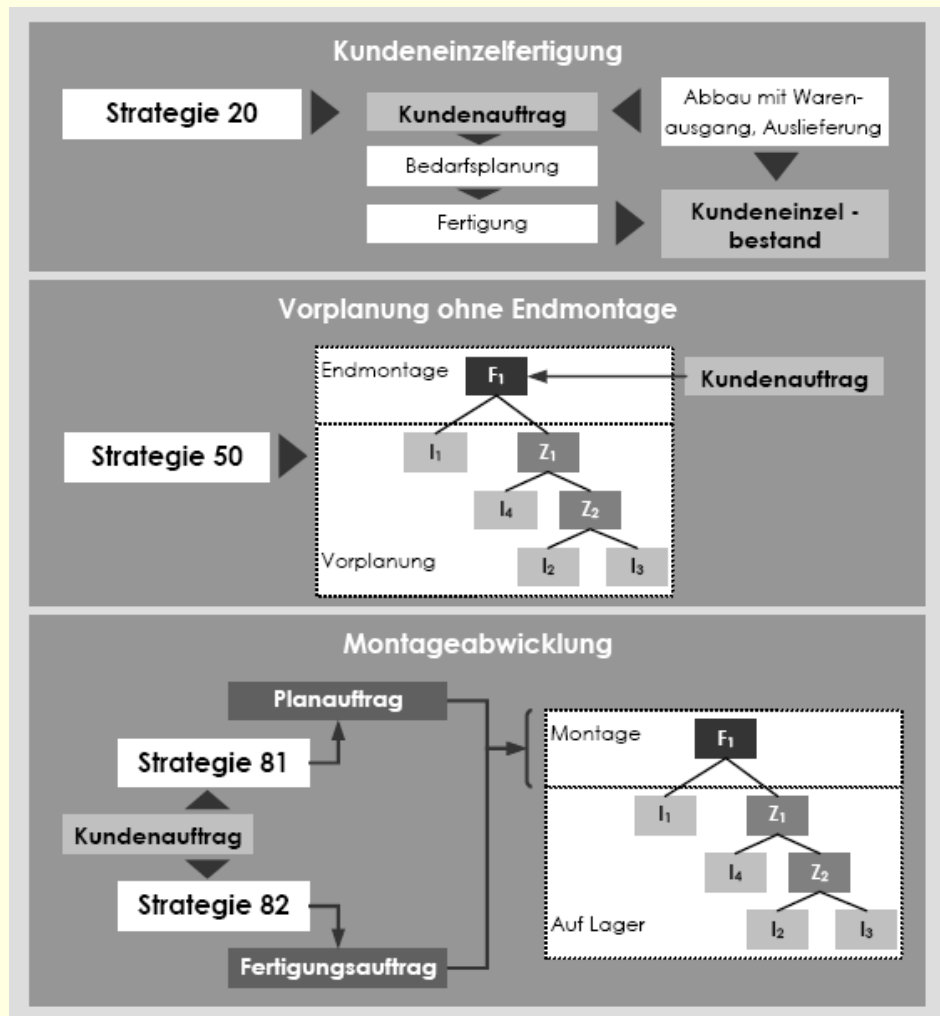 Kundeneinzelfertigung
Strategie 20
Kundenauftrag
Abbau mit Waren-
ausgang, Auslieferung
Bedarfsplanung
Fertigung
Kundeneinzel -
bestand
Vorplanung ohne Endmontage
Endmontage
F₁
Kundenauftrag
Strategie 50
I₁
Z₁
I₄
Z₂
Vorplanung
I₂
I₃
Montageabwicklung
Planauftrag
Strategie 81
Kundenauftrag
Strategie 82
Fertigungsauftrag
Montage
F₁
I₁
Z₁
I₄
Z₂
Auf Lager
I₂
I₃